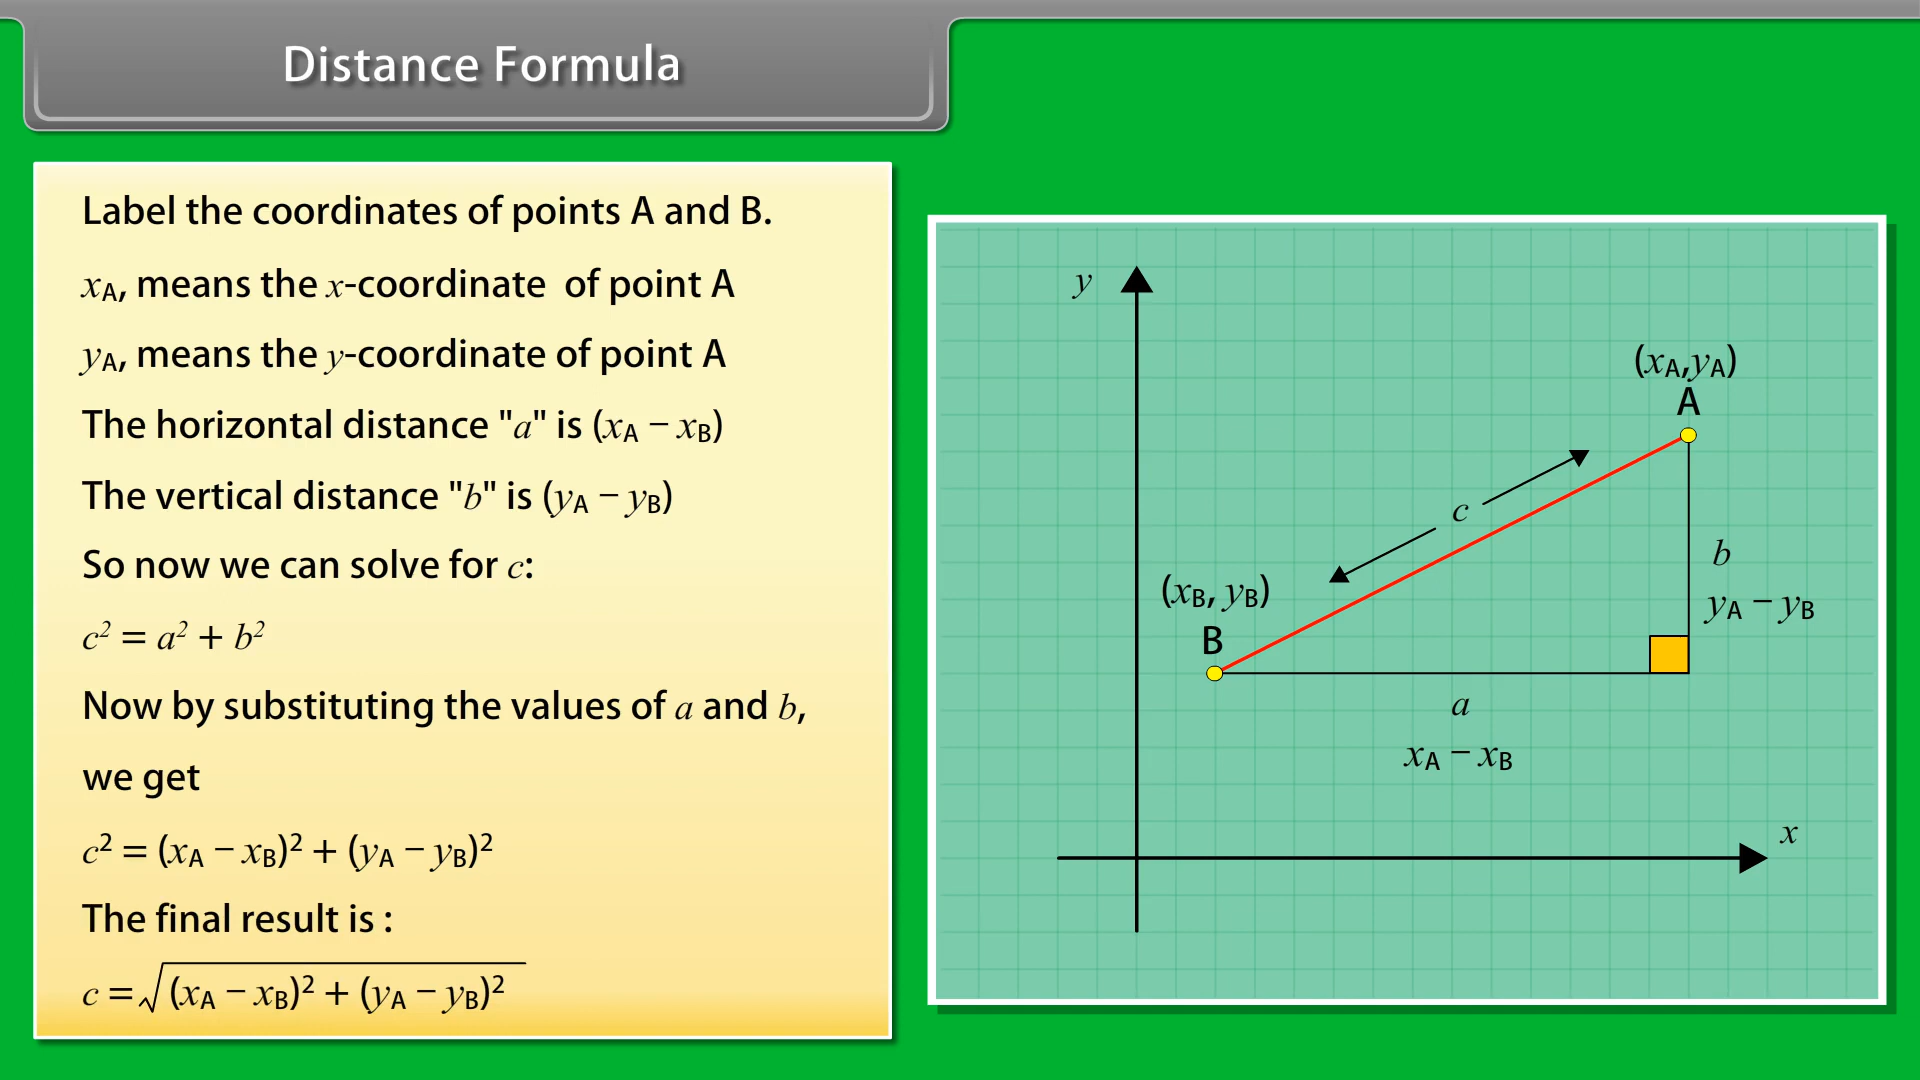 Distance Formula
Label the coordinates of points A and B.
xA, means the x-coordinate of point A
yA, means the y-coordinate of point A
The horizontal distance "a" is (xA − xB)
The vertical distance "b" is (yA − yB)
So now we can solve for c:
c² = a² + b²
Now by substituting the values of a and b,
we get
c² = (xA − xB)² + (yA − yB)²
The final result is :
c = √(xA − xB)² + (yA − yB)²
y
(xA,yA)
A
c
b
(xB, yB)
yA − yB
B
a
xA − xB
x